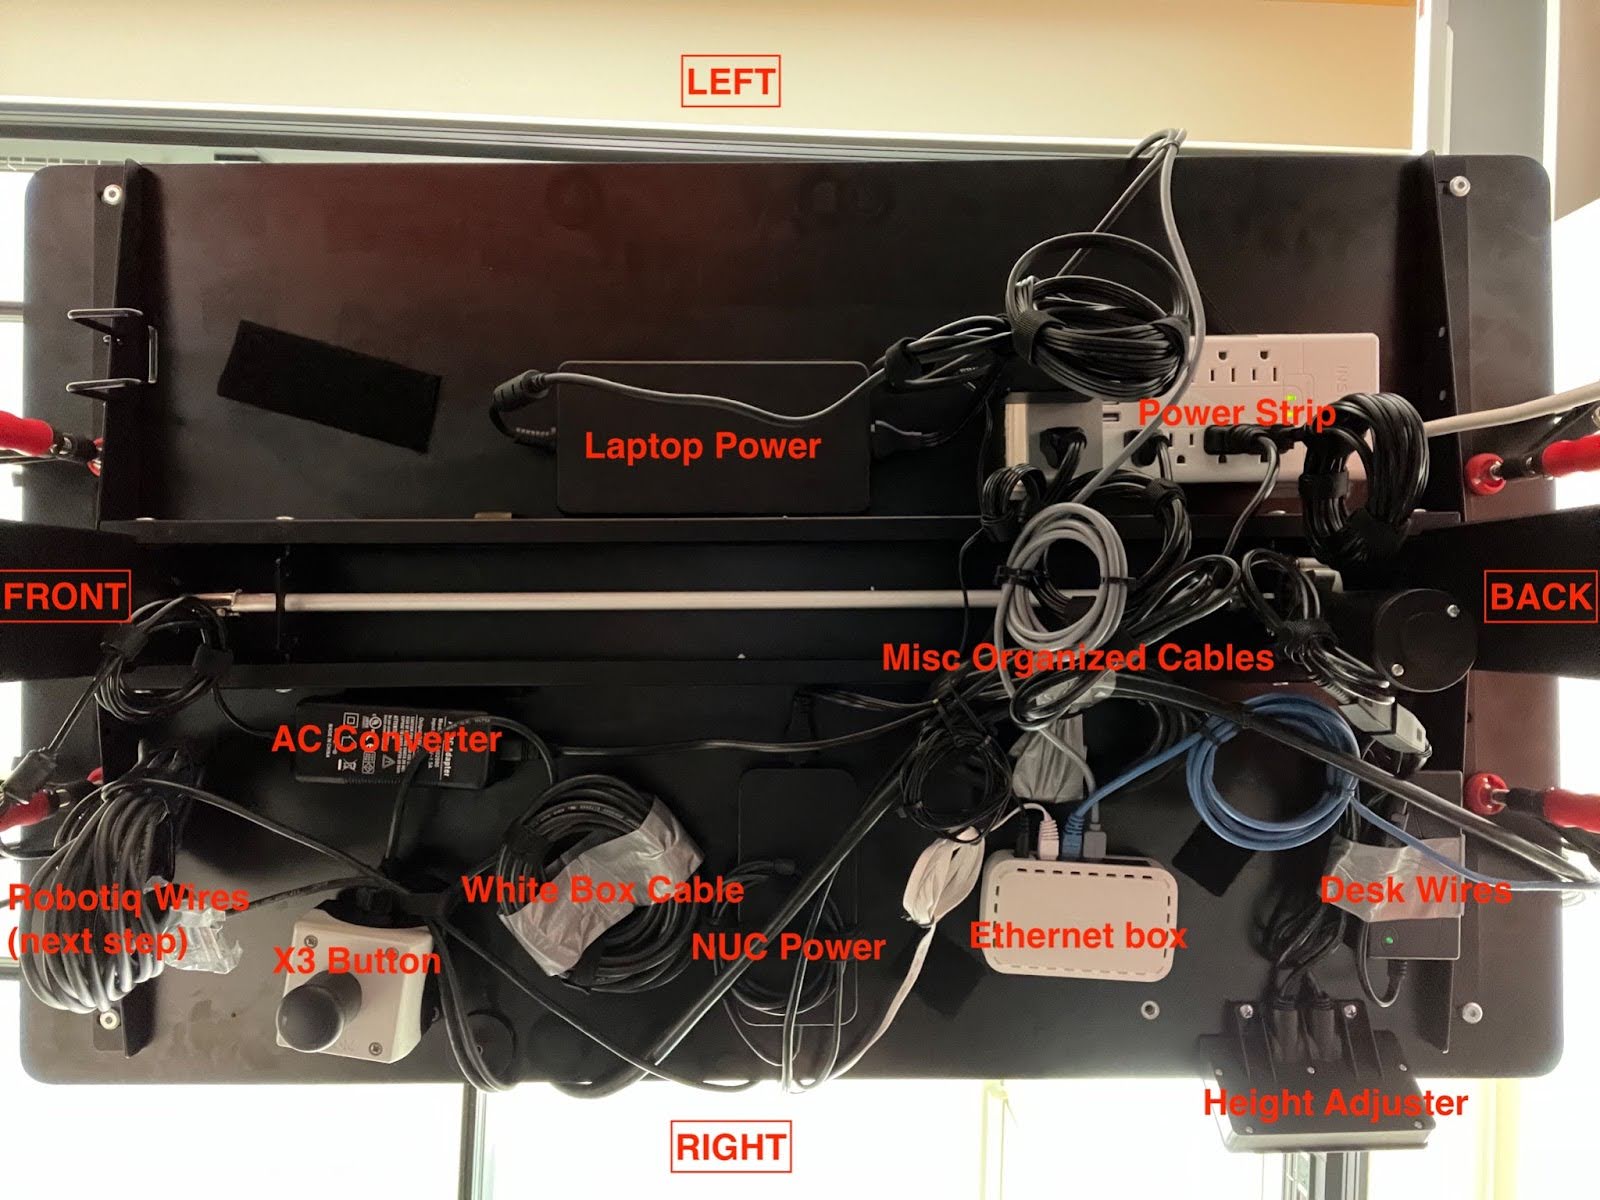 LEFT
Power Strip
Laptop Power
FRONT
BACK
Misc Organized Cables
AC Converter
Robotiq Wires
(next step)
X3 Button
White Box Cable
NUC Power
Ethernet box
Desk Wires
Height Adjuster
RIGHT